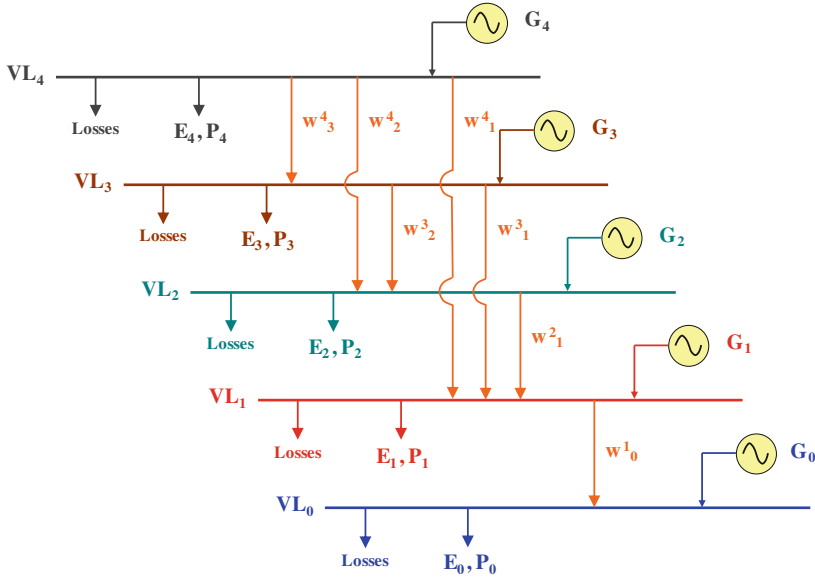 G₄
VL₄
Losses
E₄, P₄
w⁴₃
w⁴₂
w⁴₁
G₃
VL₃
Losses
E₃, P₃
w³₂
w³₁
G₂
VL₂
Losses
E₂, P₂
w²₁
G₁
VL₁
Losses
E₁, P₁
w¹₀
G₀
VL₀
Losses
E₀, P₀